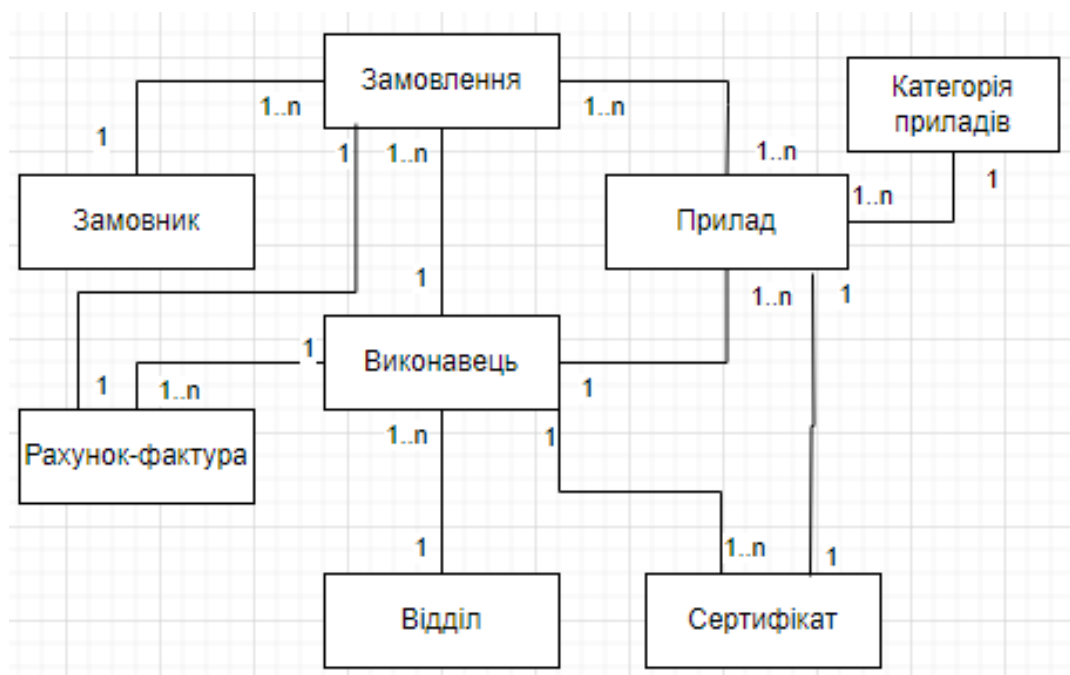 Замовлення
Категорія
приладів
1..n
1..n
1
1
1..n
1..n
1
1..n
Замовник
Прилад
1
1..n
1
1
Виконавець
1
1..n
1
Рахунок-фактура
1..n
1
1
1..n
1
Відділ
Сертифікат